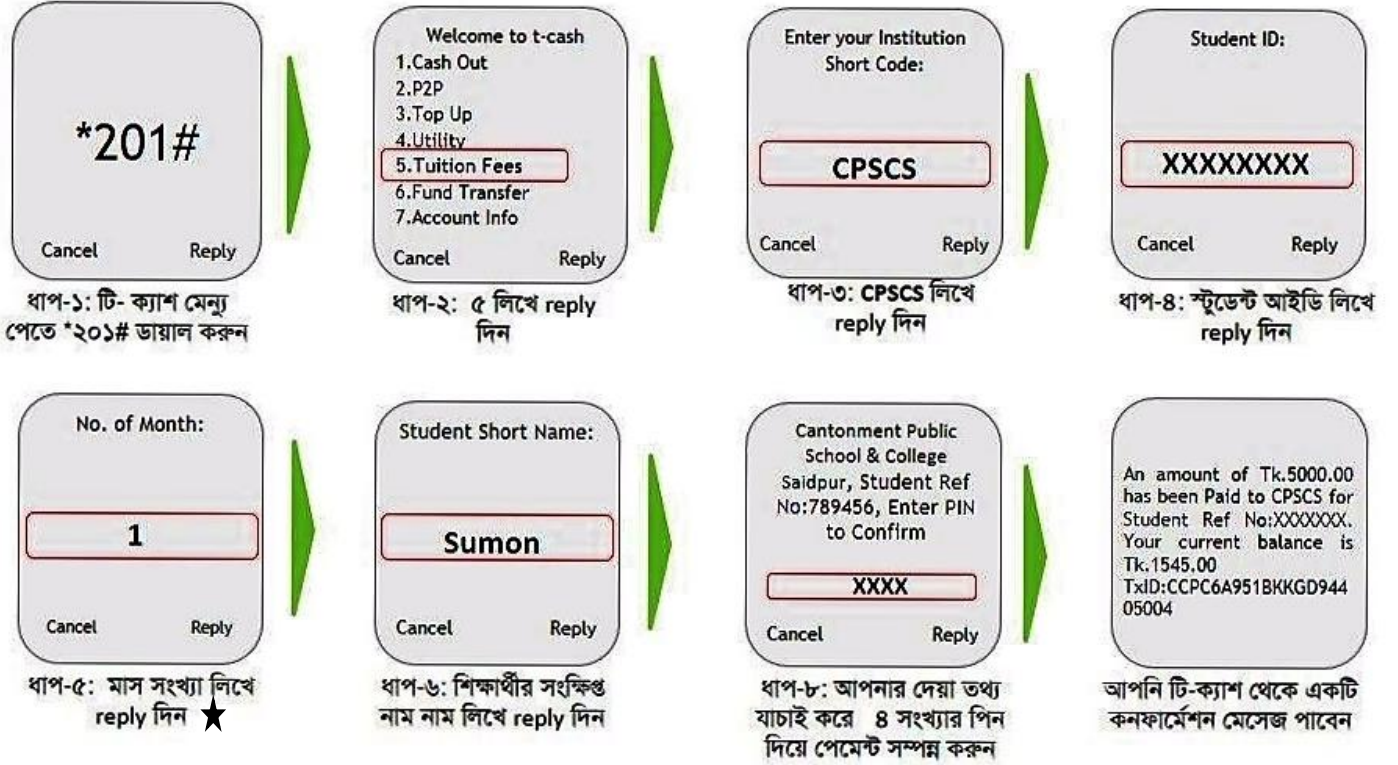 *201#
Cancel Reply
ধাপ-১: টি- ক্যাশ মেন্যু
পেতে *২০১# ডায়াল করুন
Welcome to t-cash
1.Cash Out
2.P2P
3.Top Up
4.Utility
5.Tuition Fees
6.Fund Transfer
7.Account Info
Cancel Reply
ধাপ-২: ৫ লিখে reply
দিন
Enter your Institution
Short Code:
CPSCS
Cancel Reply
ধাপ-৩: CPSCS লিখে
reply দিন
Student ID:
XXXXXXXX
Cancel Reply
ধাপ-৪: স্টুডেন্ট আইডি লিখে
reply দিন
No. of Month:
1
Cancel Reply
ধাপ-৫: মাস সংখ্যা লিখে
reply দিন ★
Student Short Name:
Sumon
Cancel Reply
ধাপ-৬: শিক্ষার্থীর সংক্ষিপ্ত
নাম নাম লিখে reply দিন
Cantonment Public
School & College
Saidpur, Student Ref
No:789456, Enter PIN
to Confirm
XXXX
Cancel Reply
ধাপ-৮: আপনার দেয়া তথ্য
যাচাই করে ৪ সংখ্যার পিন
দিয়ে পেমেন্ট সম্পন্ন করুন
An amount of Tk.5000.00
has been Paid to CPSCS for
Student Ref No:XXXXXXX.
Your current balance is
Tk.1545.00
TxID:CCPC6A951BKKGD944
05004
আপনি টি-ক্যাশ থেকে একটি
কনফার্মেশন মেসেজ পাবেন